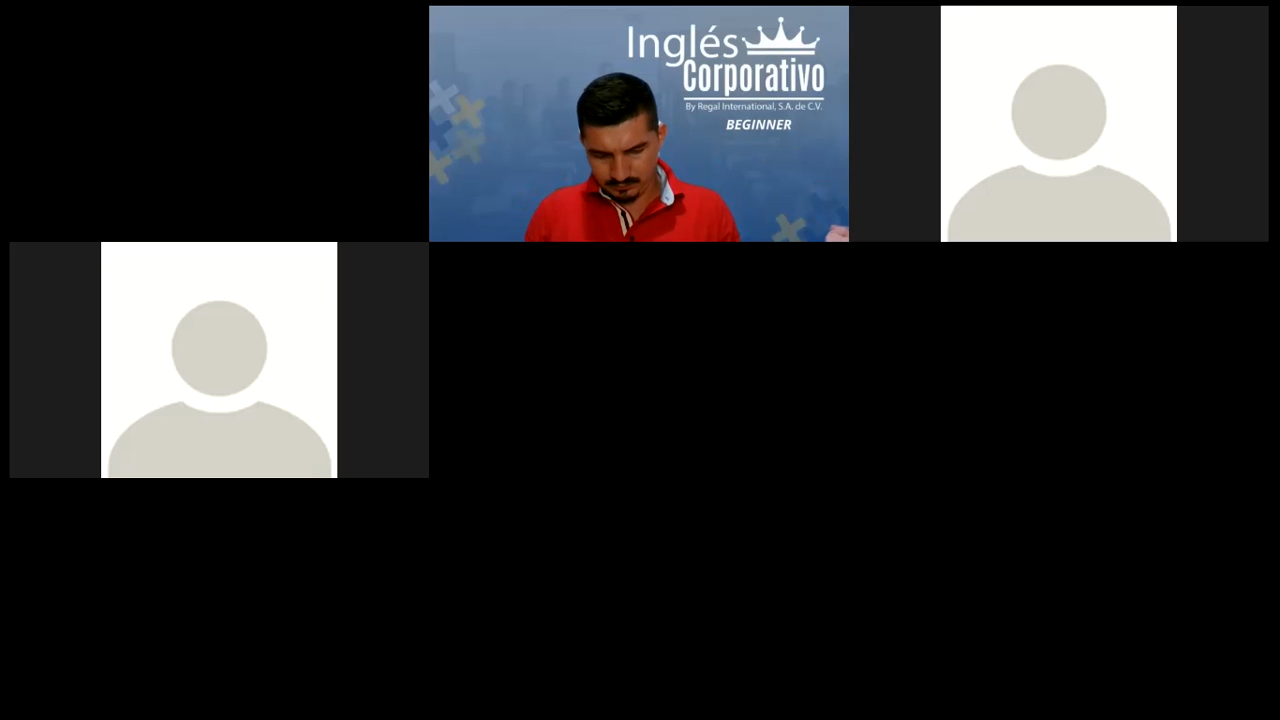 Inglés
Corporativo
By Regal International, S.A. de C.V.
BEGINNER